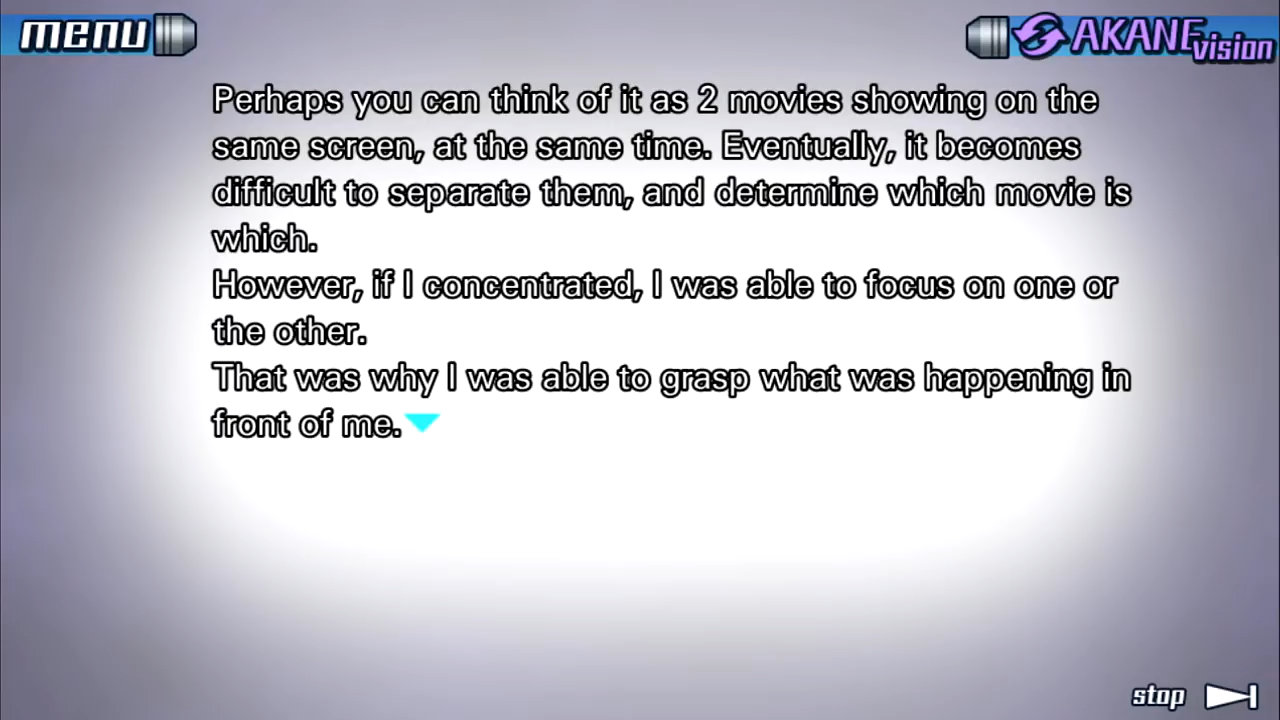 menu
AKANE vision
Perhaps you can think of it as 2 movies showing on the
same screen, at the same time. Eventually, it becomes
difficult to separate them, and determine which movie is
which.
However, if I concentrated, I was able to focus on one or
the other.
That was why I was able to grasp what was happening in
front of me.
stop